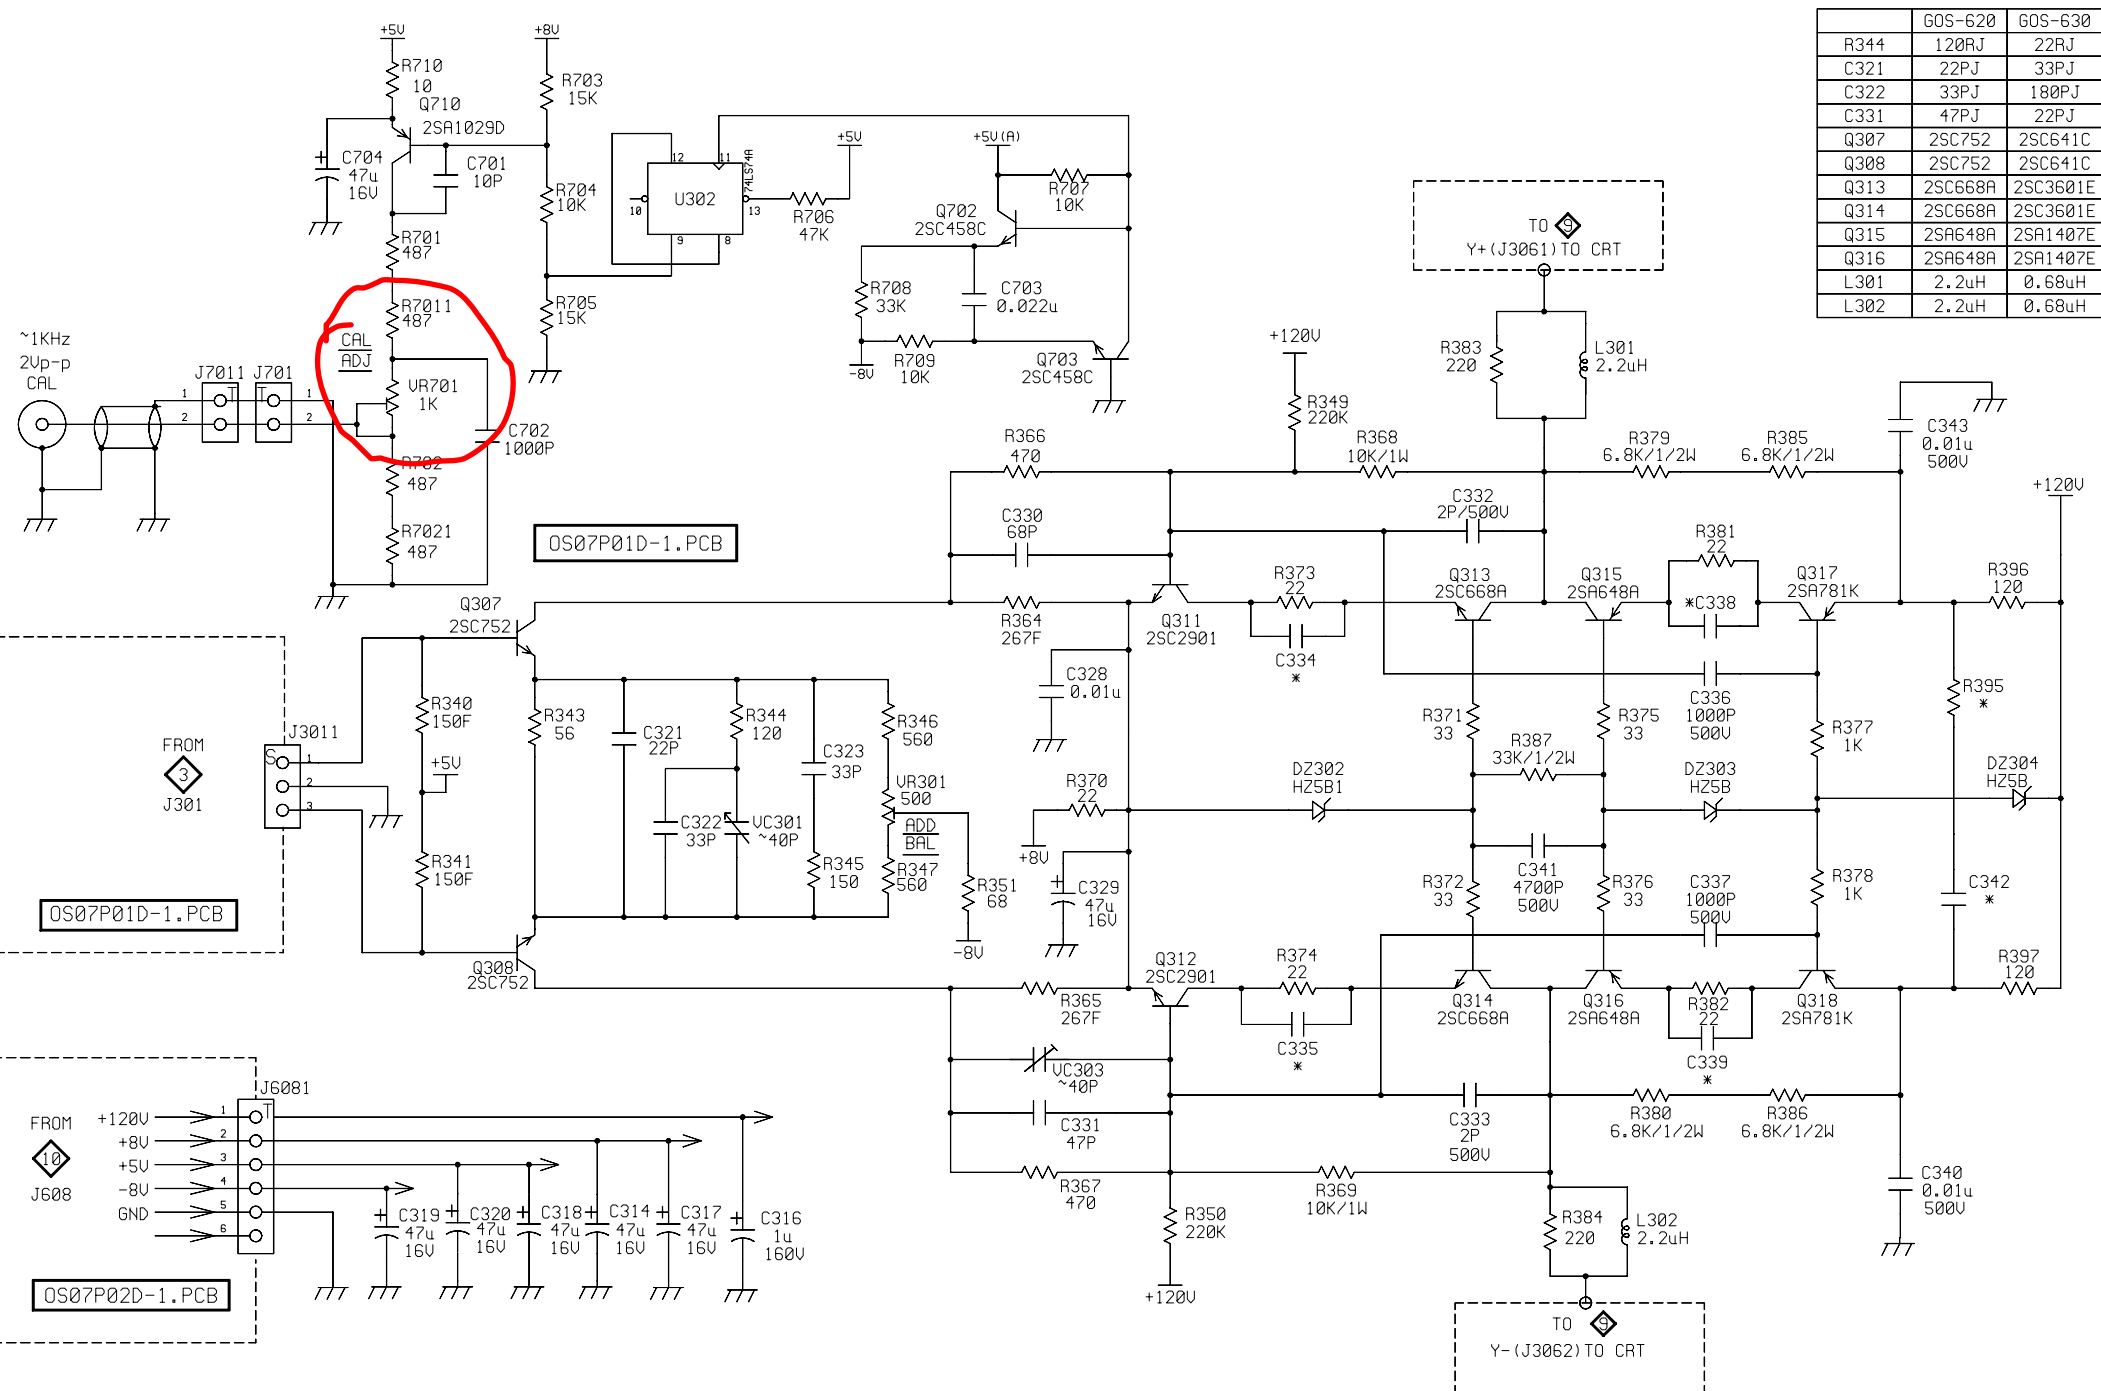 +5V
R710
10
Q710
2SA1029D
+8V
R703
15K
C704
47u
16V
C701
10P
R704
10K
R701
487
R7011
487
CAL
ADJ
VR701
1K
C702
1000P
R702
487
R7021
487
R705
15K
~1KHz
2Vp-p
CAL
J7011
J701
T
T
1
2
1
2
12
11
74LS74A
U302
10
13
9
8
+5V
R706
47K
+5V(A)
R707
10K
Q702
2SC458C
R708
33K
C703
0.022u
-8V
R709
10K
Q703
2SC458C
OS07P01D-1.PCB
TO 9
Y+(J3061)TO CRT
GOS-620 GOS-630
R344 120RJ 22RJ
C321 22PJ 33PJ
C322 33PJ 180PJ
C331 47PJ 22PJ
Q307 2SC752 2SC641C
Q308 2SC752 2SC641C
Q313 2SC668A 2SC3601E
Q314 2SC668A 2SC3601E
Q315 2SA648A 2SA1407E
Q316 2SA648A 2SA1407E
L301 2.2uH 0.68uH
L302 2.2uH 0.68uH
+120V
R383
220
L301
2.2uH
R349
220K
R366
470
R368
10K/1W
R379
6.8K/1/2W
R385
6.8K/1/2W
C343
0.01u
500V
+120V
C330
68P
C332
2P/500V
R381
22
R364
267F
Q311
2SC2901
R373
22
C334
*
Q313
2SC668A
Q315
2SA648A
*C338
Q317
2SA781K
R396
120
C328
0.01u
C336
1000P
500V
R395
*
R371
33
R375
33
R377
1K
R387
33K/1/2W
R370
22
+8V
DZ302
HZ5B1
DZ303
HZ5B
DZ304
HZ5B
C329
47u
16V
C341
4700P
500V
R372
33
R376
33
C337
1000P
500V
R378
1K
C342
*
Q312
2SC2901
R374
22
C335
*
Q314
2SC668A
Q316
2SA648A
R382
22
C339
*
Q318
2SA781K
R397
120
R365
267F
VC303
~40P
C331
47P
C333
2P
500V
R380
6.8K/1/2W
R386
6.8K/1/2W
R367
470
R369
10K/1W
R350
220K
+120V
C340
0.01u
500V
R384
220
L302
2.2uH
TO 9
Y-(J3062)TO CRT
Q307
2SC752
FROM
3
J301
J3011
S
1
2
3
R340
150F
+5V
R341
150F
R343
56
C321
22P
R344
120
C323
33P
R346
560
VR301
500
ADD
BAL
C322
33P
VC301
~40P
R345
150
R347
560
R351
68
-8V
Q308
2SC752
OS07P01D-1.PCB
FROM
10
J608
J6081
T
+120V 1
+8V 2
+5V 3
-8V 4
GND 5
6
C319
47u
16V
C320
47u
16V
C318
47u
16V
C314
47u
16V
C317
47u
16V
C316
1u
160V
OS07P02D-1.PCB